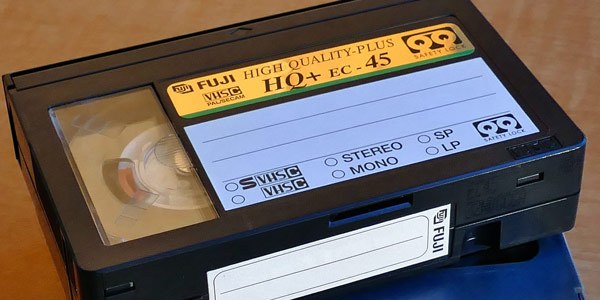 FUJI HIGH QUALITY-PLUS
VHSC HQ+ EC-45
PAL/SECAM
SAFETY LOCK
SVHSC STEREO SP
VHSC MONO LP
SAFETY LOCK
FUJI